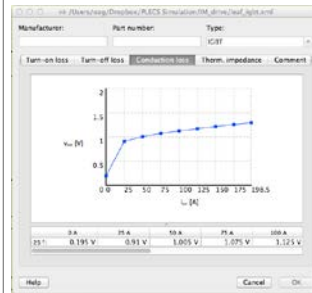 /Users/eag/Dropbox/PLECS Simulation/IM_drive/leaf_igbt.xml
Manufacturer: Part number: Type:
IGBT
Turn-on loss Turn-off loss Conduction loss Therm. impedance Comment
2
1.5
1
0.5
0
[V]
0 25 50 75 100 125 150 175 198.5
[A]
0 A 25 A 50 A 75 A 100 A
25° 0.195 V 0.91 V 1.005 V 1.075 V 1.125 V
Help Cancel OK